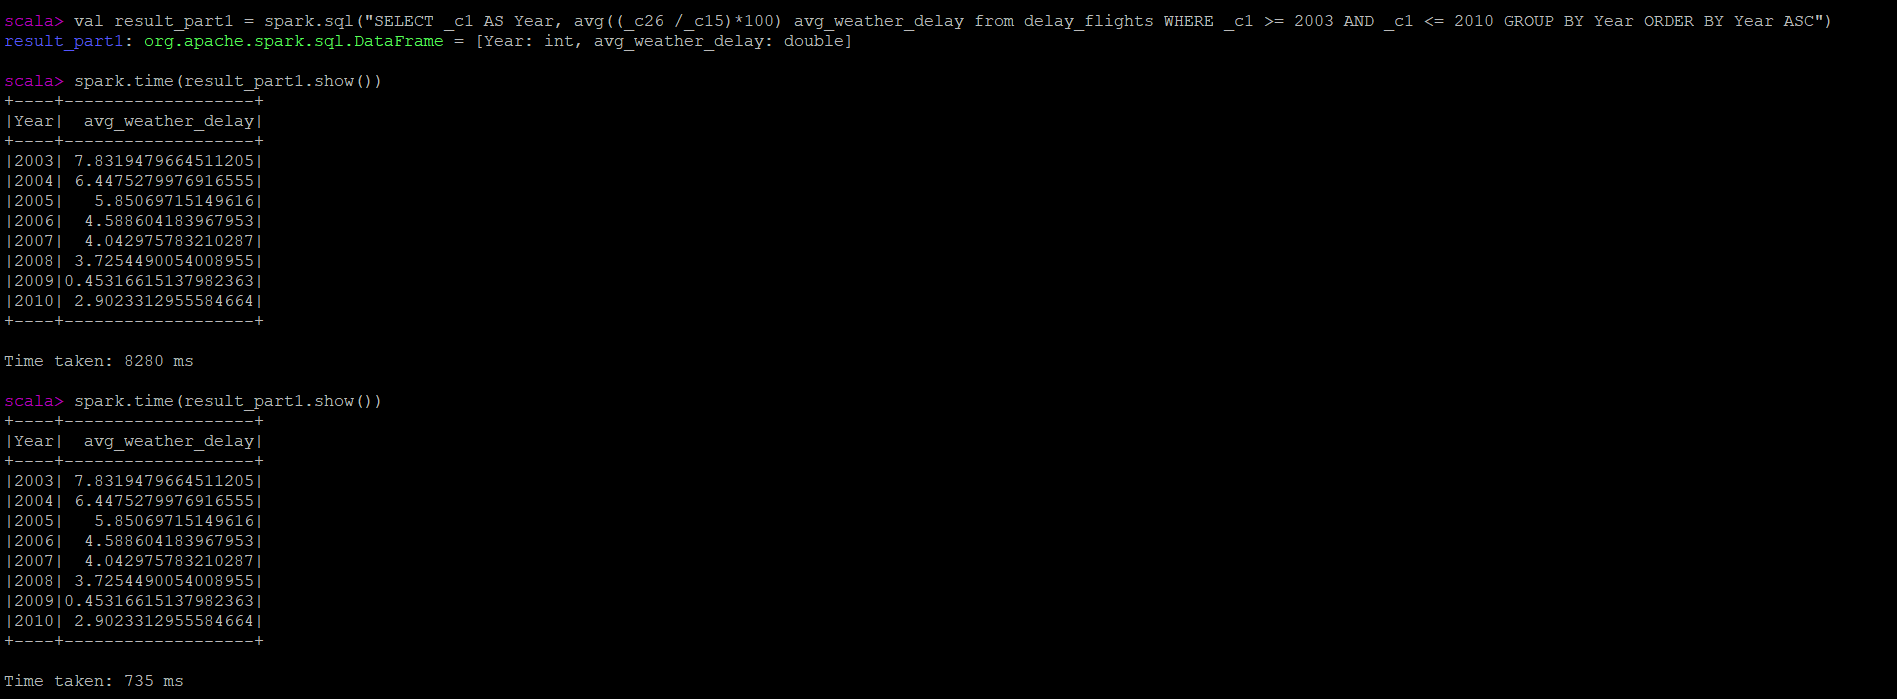 scala> val result_part1 = spark.sql("SELECT _c1 AS Year, avg((_c26 /_c15)*100) avg_weather_delay from delay_flights WHERE _c1 >= 2003 AND _c1 <= 2010 GROUP BY Year ORDER BY Year ASC")
result_part1: org.apache.spark.sql.DataFrame = [Year: int, avg_weather_delay: double]
scala> spark.time(result_part1.show())
+----+-------------------+
|Year|  avg_weather_delay|
+----+-------------------+
|2003| 7.8319479664511205|
|2004| 6.4475279976916555|
|2005|   5.85069715149616|
|2006|  4.588604183967953|
|2007|  4.042975783210287|
|2008| 3.7254490054008955|
|2009|0.45316615137982363|
|2010| 2.9023312955584664|
+----+-------------------+
Time taken: 8280 ms
scala> spark.time(result_part1.show())
+----+-------------------+
|Year|  avg_weather_delay|
+----+-------------------+
|2003| 7.8319479664511205|
|2004| 6.4475279976916555|
|2005|   5.85069715149616|
|2006|  4.588604183967953|
|2007|  4.042975783210287|
|2008| 3.7254490054008955|
|2009|0.45316615137982363|
|2010| 2.9023312955584664|
+----+-------------------+
Time taken: 735 ms